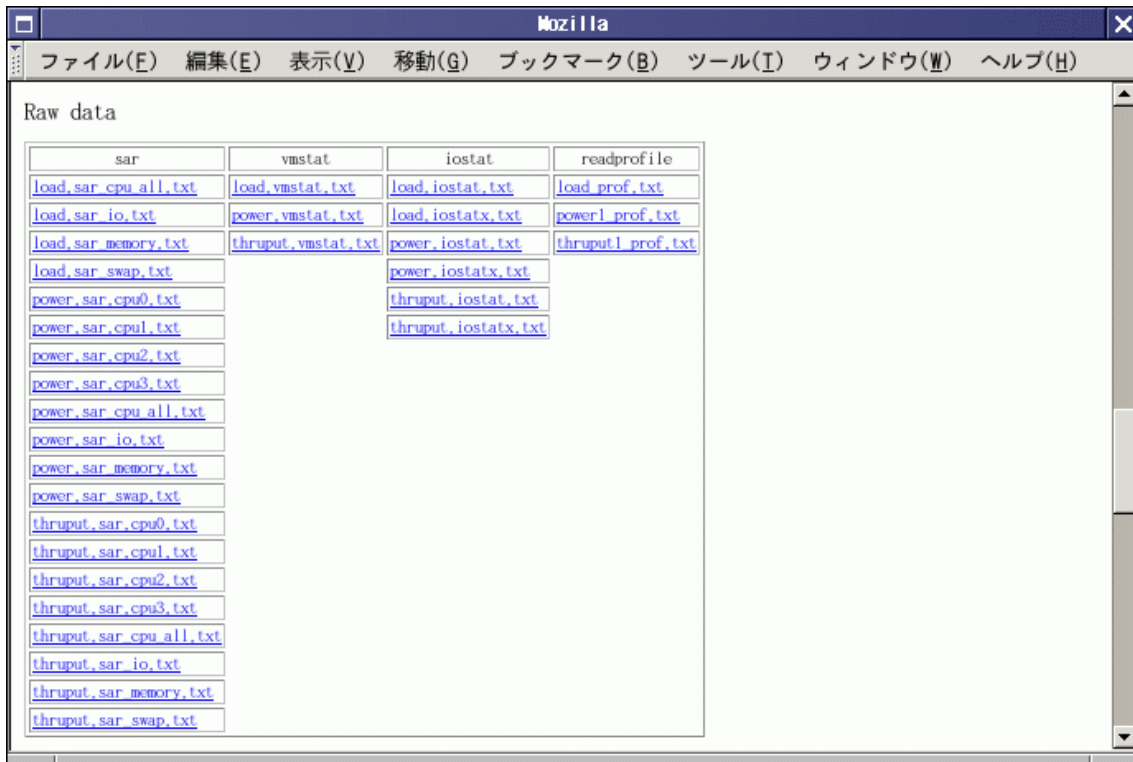 Mozilla
ファイル(F) 編集(E) 表示(V) 移動(G) ブックマーク(B) ツール(T) ウィンドウ(W) ヘルプ(H)
Raw data
sar vmstat iostat readprofile
load.sar_cpu_all.txt load.vmstat.txt load.iostat.txt load_prof.txt
load.sar_io.txt power.vmstat.txt load.iostatx.txt power1_prof.txt
load.sar_memory.txt thruput.vmstat.txt power.iostat.txt thruput1_prof.txt
load.sar_swap.txt power.iostatx.txt
power.sar.cpu0.txt thruput.iostat.txt
power.sar.cpu1.txt thruput.iostatx.txt
power.sar.cpu2.txt
power.sar.cpu3.txt
power.sar_cpu_all.txt
power.sar_io.txt
power.sar_memory.txt
power.sar_swap.txt
thruput.sar.cpu0.txt
thruput.sar.cpu1.txt
thruput.sar.cpu2.txt
thruput.sar.cpu3.txt
thruput.sar_cpu_all.txt
thruput.sar_io.txt
thruput.sar_memory.txt
thruput.sar_swap.txt